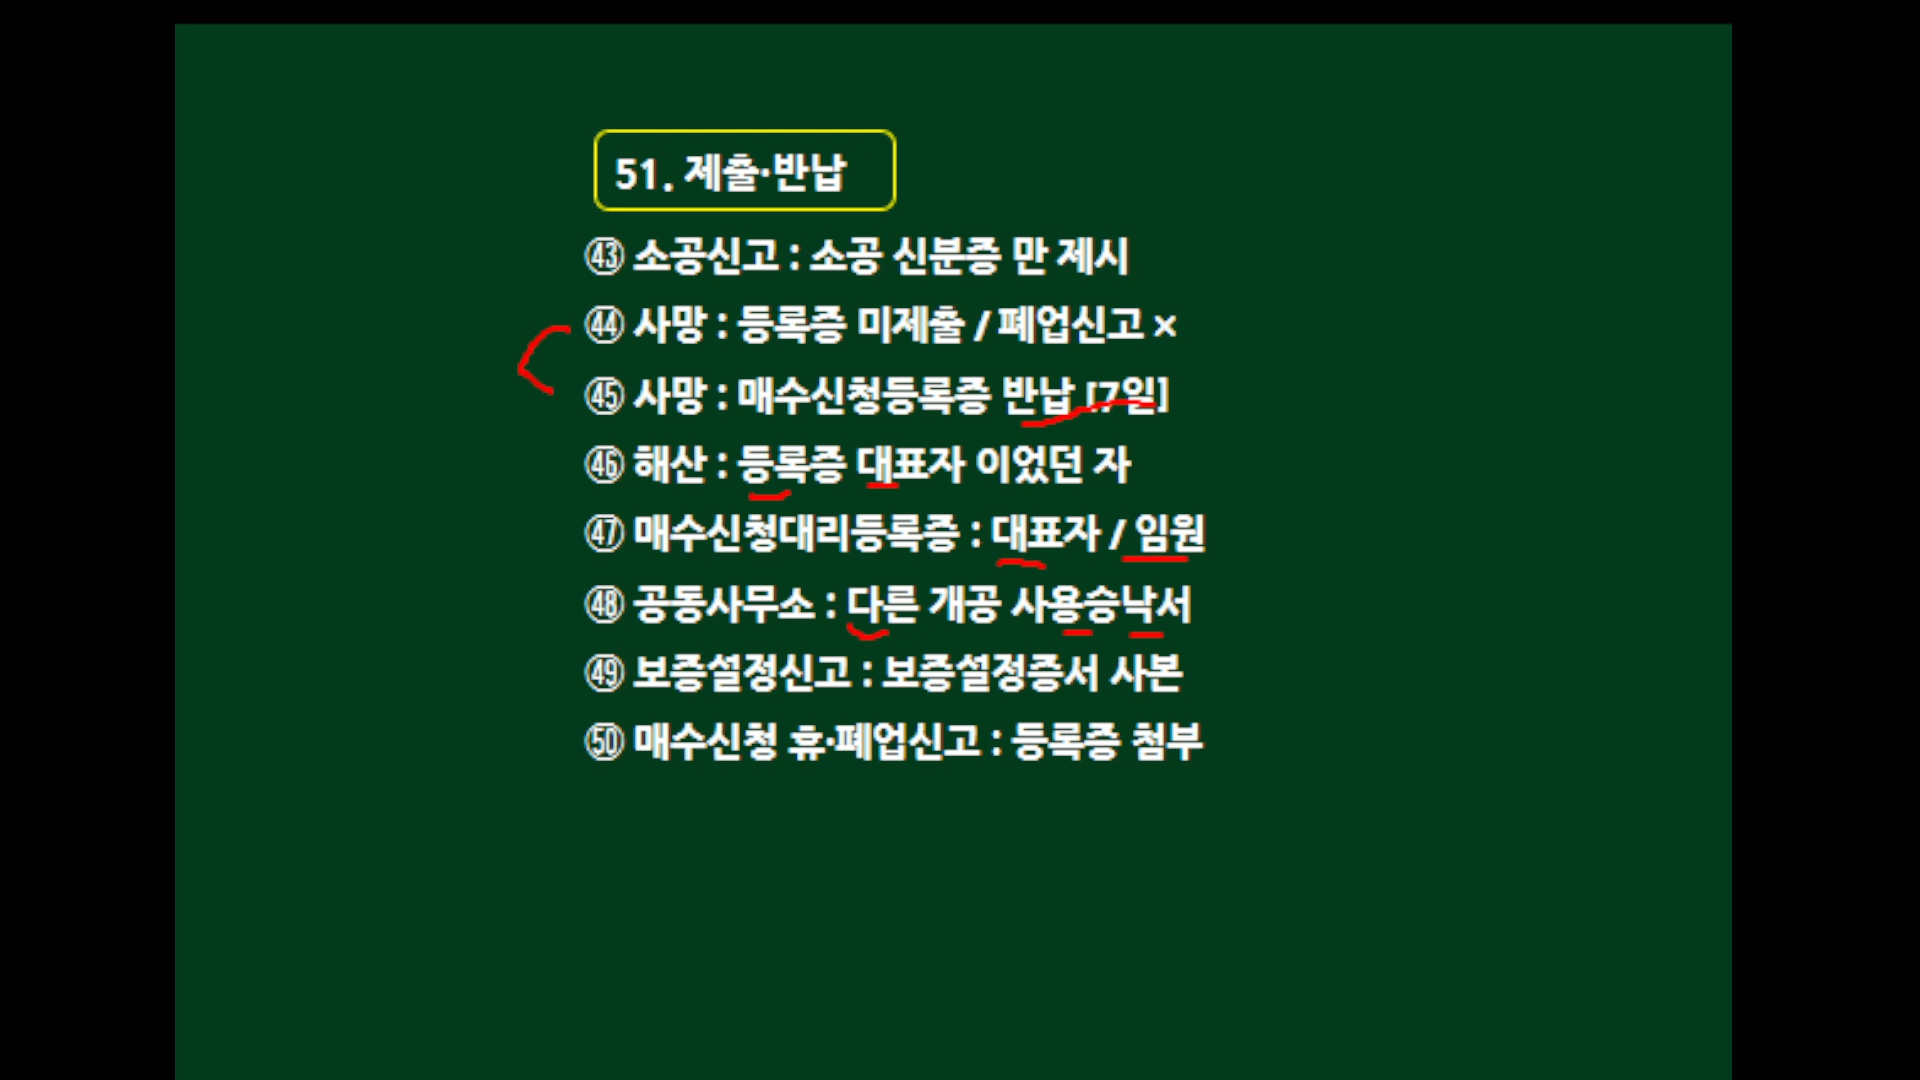 51. 제출·반납
㊸ 소공신고 : 소공 신분증 만 제시
㊹ 사망 : 등록증 미제출 / 폐업신고 ×
㊺ 사망 : 매수신청등록증 반납 [7일]
㊻ 해산 : 등록증 대표자 이었던 자
㊼ 매수신청대리등록증 : 대표자 / 임원
㊽ 공동사무소 : 다른 개공 사용승낙서
㊾ 보증설정신고 : 보증설정증서 사본
㊿ 매수신청 휴·폐업신고 : 등록증 첨부